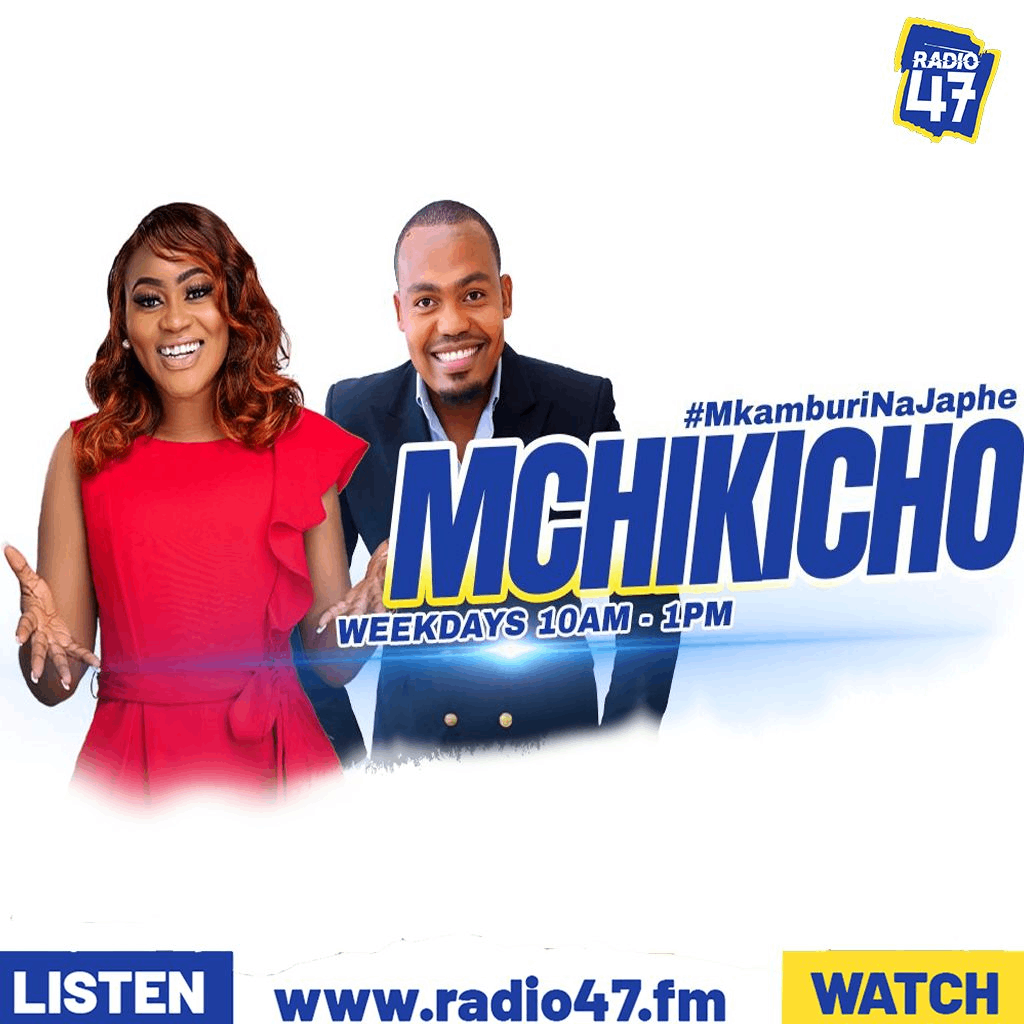 RADIO
47
#MkamburiNaJaphe
MCHIKICHO
WEEKDAYS 10AM - 1PM
LISTEN
www.radio47.fm
WATCH